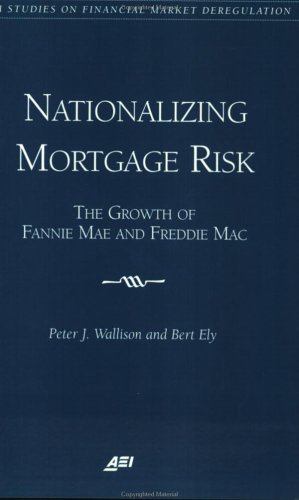 STUDIES ON FINANCIAL MARKET DEREGULATION
NATIONALIZING
MORTGAGE RISK
THE GROWTH OF
FANNIE MAE AND FREDDIE MAC
Peter J. Wallison and Bert Ely
AEI